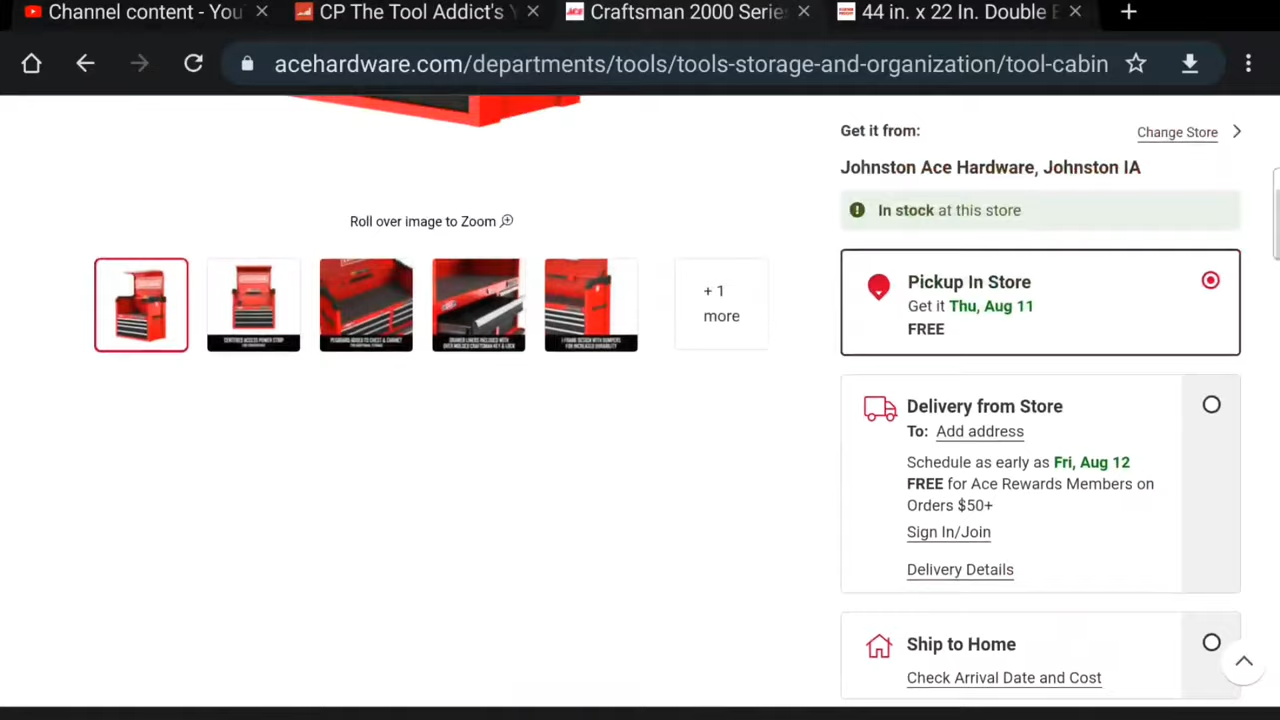 Channel content - You
CP The Tool Addict's
Craftsman 2000 Serie
44 in. x 22 In. Double
acehardware.com/departments/tools/tools-storage-and-organization/tool-cabin
Get it from:
Change Store
Johnston Ace Hardware, Johnston IA
In stock at this store
Roll over image to Zoom
Pickup In Store
Get it Thu, Aug 11
FREE
+ 1
more
CENTERED ACCESS POWER STRIP
Delivery from Store
To: Add address
Schedule as early as Fri, Aug 12
FREE for Ace Rewards Members on
Orders $50+
Sign In/Join
Delivery Details
Ship to Home
Check Arrival Date and Cost